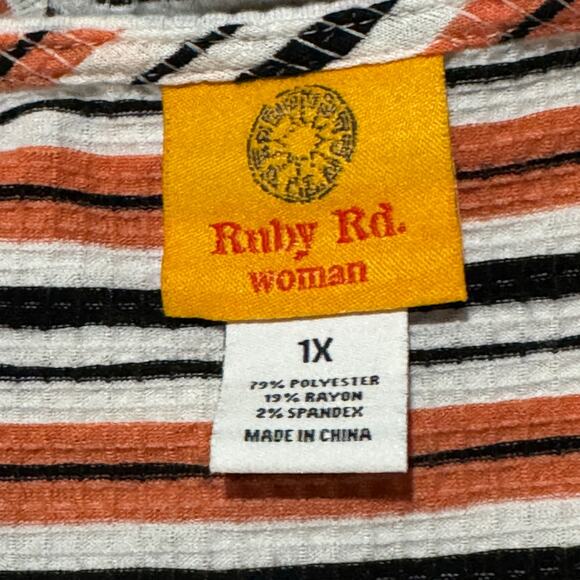 Ruby Rd.
woman
1X
79% POLYESTER
19% RAYON
2% SPANDEX
MADE IN CHINA